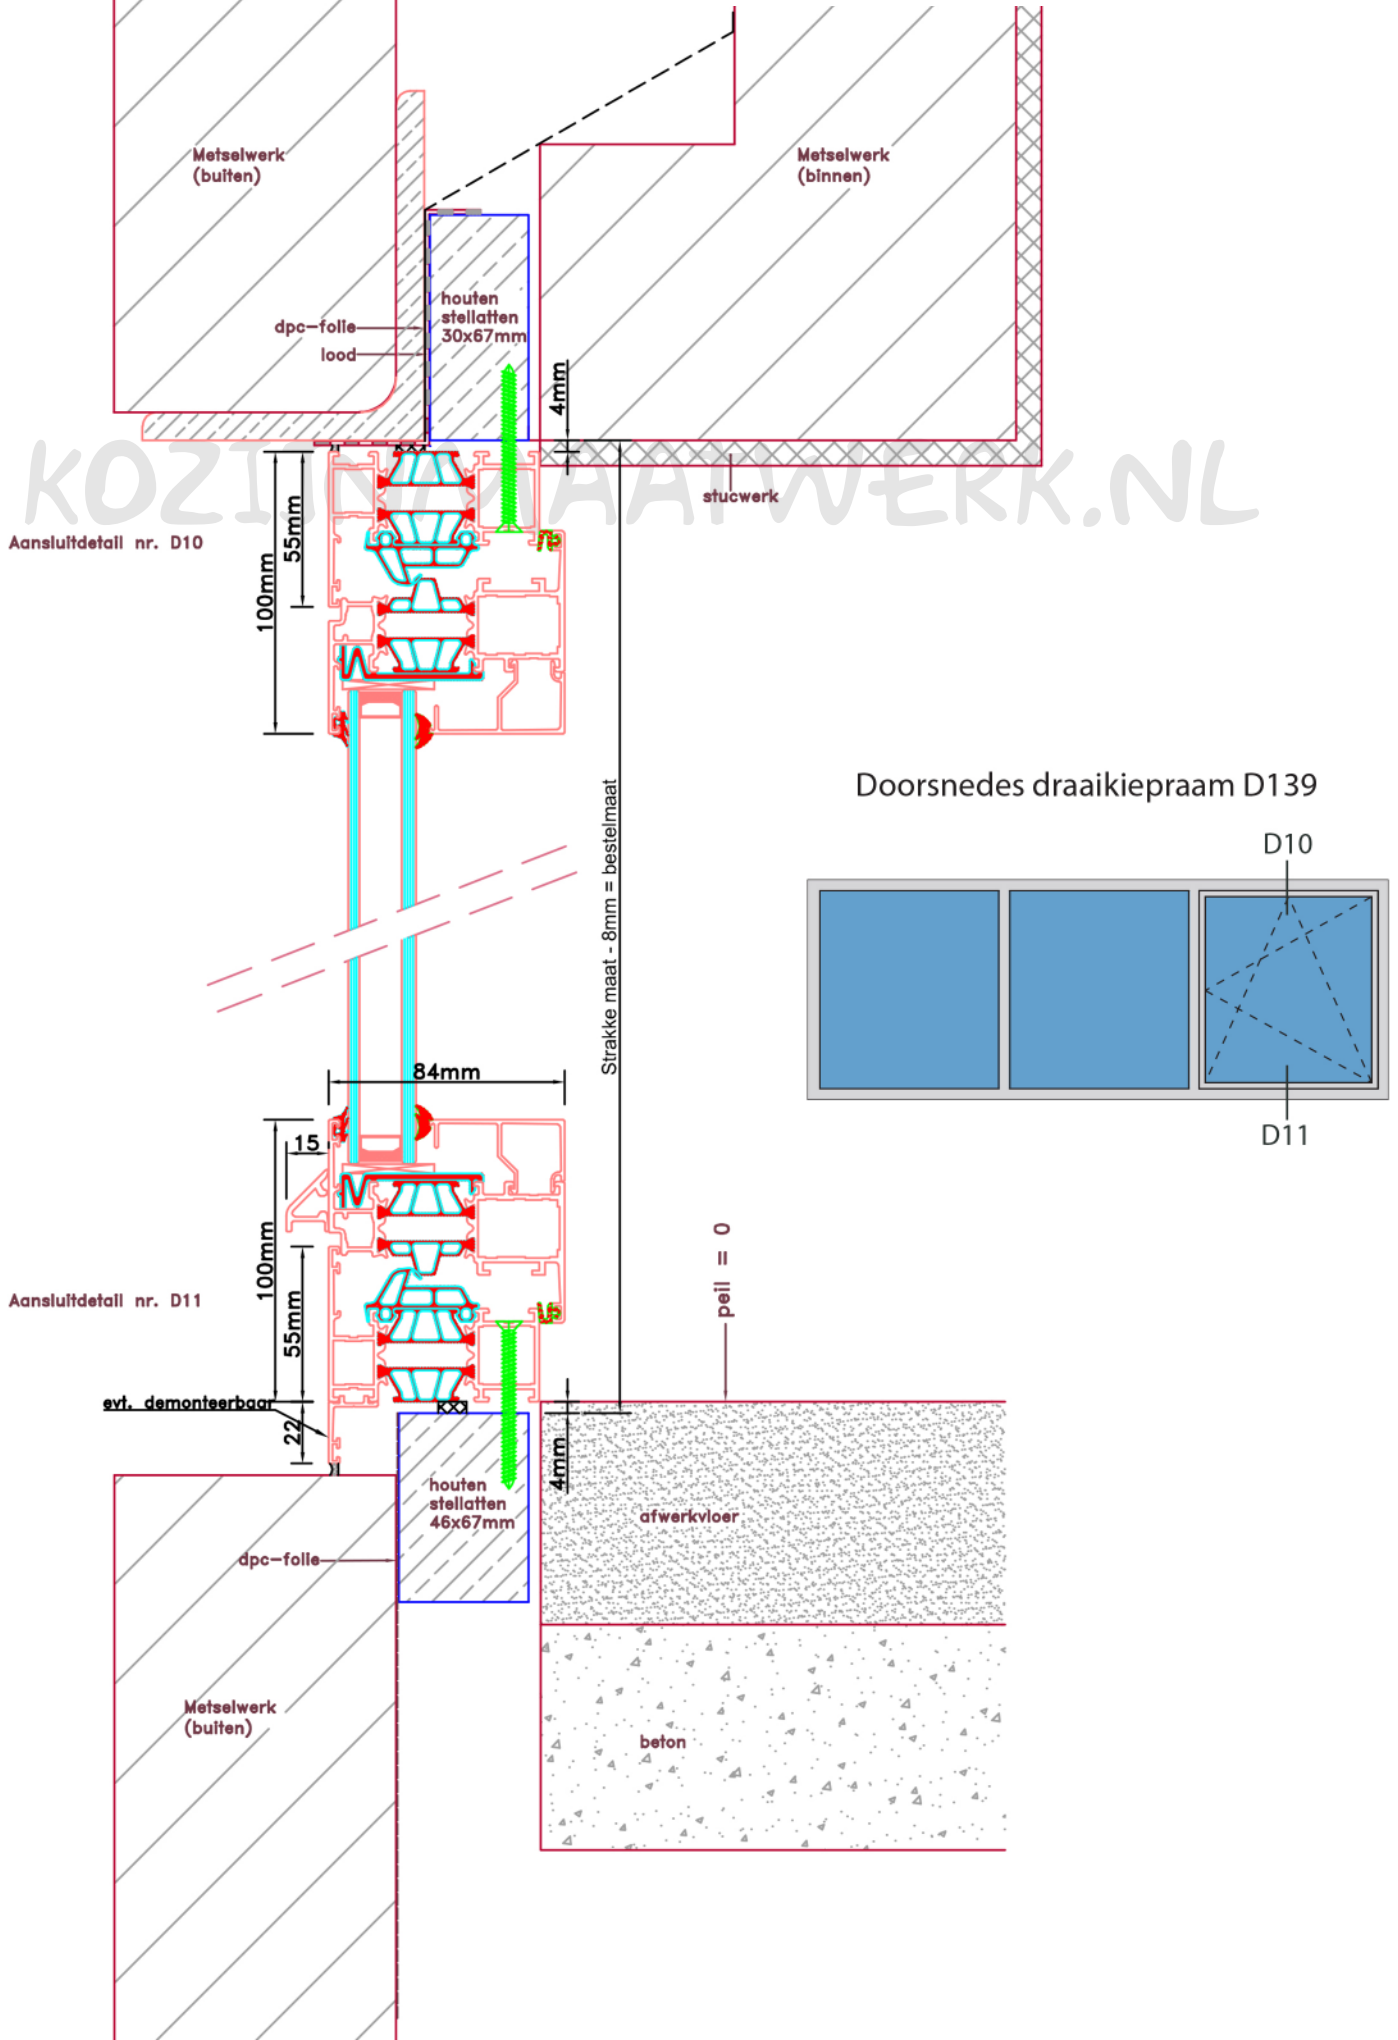 Metselwerk
(buiten)
Metselwerk
(binnen)
houten
stellatten
30x67mm
dpc-folie
lood
4mm
KOZIJNMAATWERK.NL
stucwerk
Aansluitdetail nr. D10
55mm
100mm
Strakke maat - 8mm = bestelmaat
Doorsnedes draaikiepraam D139
D10
D11
84mm
15
100mm
55mm
peil = 0
Aansluitdetail nr. D11
evt. demonteerbaar
22
4mm
houten
stellatten
46x67mm
afwerkvloer
dpc-folie
Metselwerk
(buiten)
beton